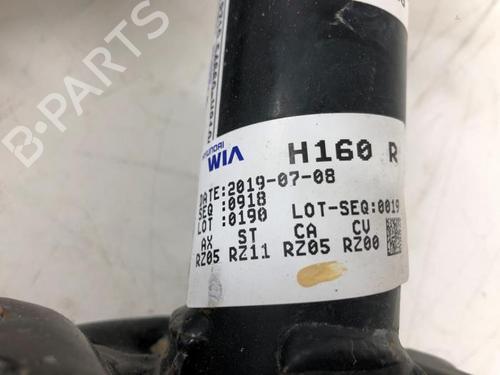 HYUNDAI
WIA H160 R
DATE:2019-07-08
SEQ :0918
LOT :0190 LOT-SEQ:0019
AX ST CA CV
RZ05 RZ11 RZ05 RZ00